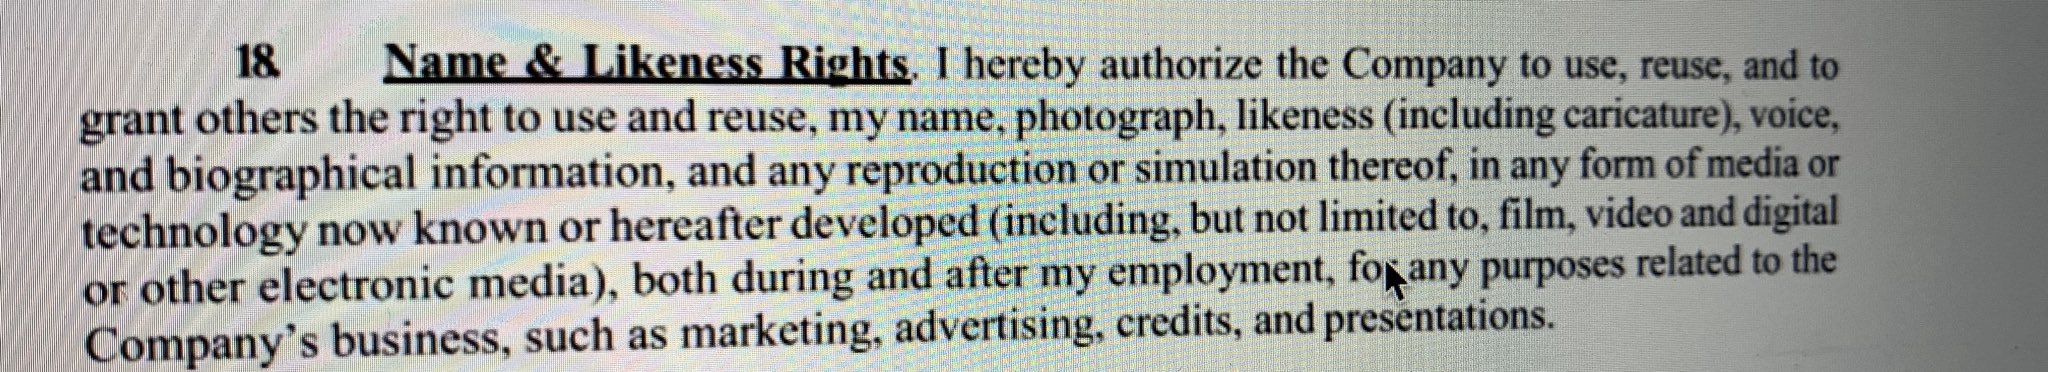 18 Name & Likeness Rights. I hereby authorize the Company to use, reuse, and to
grant others the right to use and reuse, my name, photograph, likeness (including caricature), voice,
and biographical information, and any reproduction or simulation thereof, in any form of media or
technology now known or hereafter developed (including, but not limited to, film, video and digital
or other electronic media), both during and after my employment, for any purposes related to the
Company's business, such as marketing, advertising, credits, and presentations.